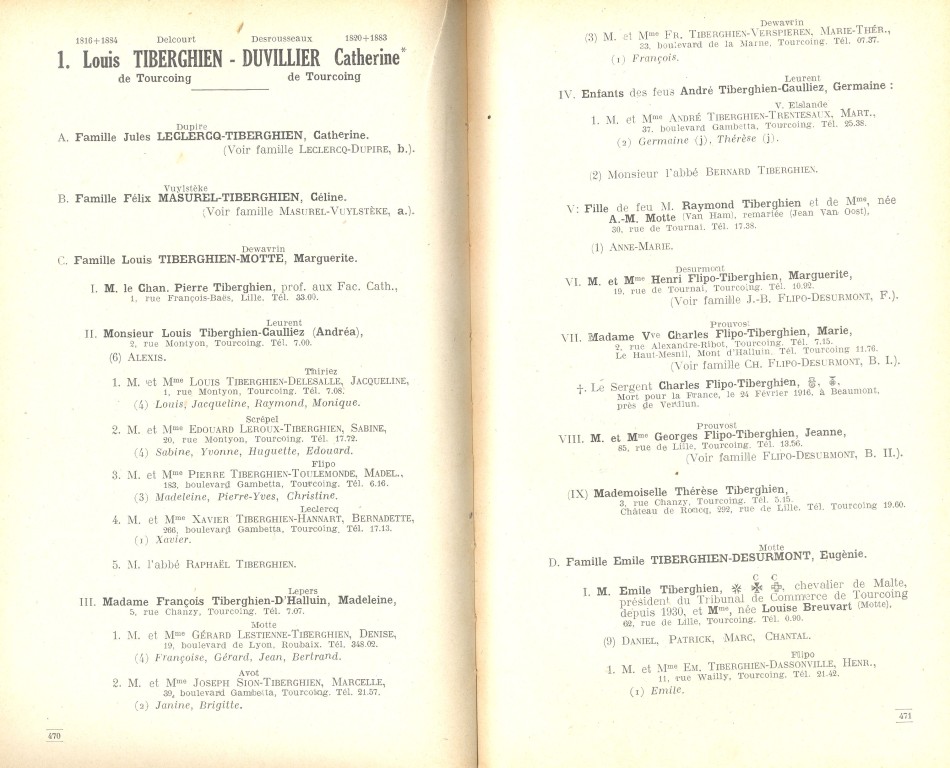 1816+1884 Delcourt Desrousseaux 1820+1883
1. Louis TIBERGHIEN - DUVILLIER Catherine*
de Tourcoing de Tourcoing
Dupire
A. Famille Jules LECLERCQ-TIBERGHIEN, Catherine.
(Voir famille LECLERCQ-DUPIRE, b.).
Vuylstèke
B. Famille Félix MASUREL-TIBERGHIEN, Céline.
(Voir famille MASUREL-VUYLSTÈKE, a.).
Dewavrin
C. Famille Louis TIBERGHIEN-MOTTE, Marguerite.
I. M. le Chan. Pierre Tiberghien, prof. aux Fac. Cath.,
1, rue François-Baës, Lille. Tél. 33.00.
Leurent
II. Monsieur Louis Tiberghien-Caulliez (Andréa),
2, rue Montyon, Tourcoing. Tél. 7.00.
(6) ALEXIS.
Thiriez
1. M. et Mme LOUIS TIBERGHIEN-DELESALLE, JACQUELINE,
1, rue Montyon, Tourcoing. Tél. 7.08.
(4) Louis, Jacqueline, Raymond, Monique.
Scrépel
2. M. et Mme EDOUARD LEROUX-TIBERGHIEN, SABINE,
20, rue Montyon, Tourcoing. Tél. 17.72.
(4) Sabine, Yvonne, Huguette, Edouard.
Flipo
3. M. et Mme PIERRE TIBERGHIEN-TOULEMONDE, MADEL.,
183, boulevard Gambetta, Tourcoing. Tél. 6.16.
(3) Madeleine, Pierre-Yves, Christine.
Leclercq
4. M. et Mme XAVIER TIBERGHIEN-HANNART, BERNADETTE,
266, boulevard Gambetta, Tourcoing. Tél. 17.13.
(1) Xavier.
5. M. l'abbé RAPHAËL TIBERGHIEN.
Lepers
III. Madame François Tiberghien-D'Halluin, Madeleine,
5, rue Chanzy, Tourcoing. Tél. 7.07.
Motte
1. M. et Mme GÉRARD LESTIENNE-TIBERGHIEN, DENISE,
19, boulevard de Lyon, Roubaix. Tél. 348.02.
(4) Françoise, Gérard, Jean, Bertrand.
Avot
2. M. et Mme JOSEPH SION-TIBERGHIEN, MARCELLE,
39, boulevard Gambetta, Tourcoing. Tél. 21.57.
(2) Janine, Brigitte.
470
Dewavrin
(3) M. et Mme FR. TIBERGHIEN-VERSPIEREN, MARIE-THÉR.,
33, boulevard de la Marne, Tourcoing. Tél. 07.37.
(1) François.
Leurent
IV. Enfants des feus André Tiberghien-Caulliez, Germaine :
V. Elslande
1. M. et Mme ANDRÉ TIBERGHIEN-TRENTESAUX, MART.,
37, boulevard Gambetta, Tourcoing. Tél. 25.38.
(2) Germaine (j), Thérèse (j).
(2) Monsieur l'abbé BERNARD TIBERGHIEN.
V: Fille de feu M. Raymond Tiberghien et de Mme, née
A.-M. Motte (Van Ham), remariée (Jean Van Oost),
30, rue de Tournai. Tél. 17.38.
(1) ANNE-MARIE.
Desurmont
VI. M. et Mme Henri Flipo-Tiberghien, Marguerite,
19, rue de Tournai, Tourcoing. Tél. 10.92.
(Voir famille J.-B. FLIPO-DESURMONT, F.).
Prouvost
VII. Madame Vve Charles Flipo-Tiberghien, Marie,
2, rue Alexandre-Ribot, Tourcoing. Tél. 7.15.
Le Haut-Mesnil, Mont d'Halluin. Tél. Tourcoing 11.76.
(Voir famille CH. FLIPO-DESURMONT, B. I.).
+. Le Sergent Charles Flipo-Tiberghien,
Mort pour la France, le 24 Février 1916, à Beaumont,
près de Verdun.
Prouvost
VIII. M. et Mme Georges Flipo-Tiberghien, Jeanne,
85, rue de Lille, Tourcoing. Tél. 13.56.
(Voir famille FLIPO-DESURMONT, B. II.).
(IX) Mademoiselle Thérèse Tiberghien,
3, rue Chanzy, Tourcoing. Tél. 5.15.
Château de Roncq, 292, rue de Lille. Tél. Tourcoing 19.60.
Motte
D. Famille Emile TIBERGHIEN-DESURMONT, Eugénie.
C C
I. M. Emile Tiberghien, chevalier de Malte,
président du Tribunal de Commerce de Tourcoing
depuis 1930, et Mme, née Louise Breuvart (Motte),
62, rue de Lille, Tourcoing. Tél. 0.99.
(9) DANIEL, PATRICK, MARC, CHANTAL.
Flipo
1. M. et Mme EM. TIBERGHIEN-DASSONVILLE, HENR.,
11, rue Wailly, Tourcoing. Tél. 21.42.
(1) Emile.
471